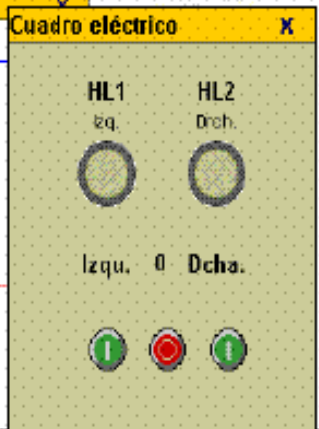 Cuadro eléctrico X
HL1 HL2
Izq. Drch.
Izqu. 0 Dcha.